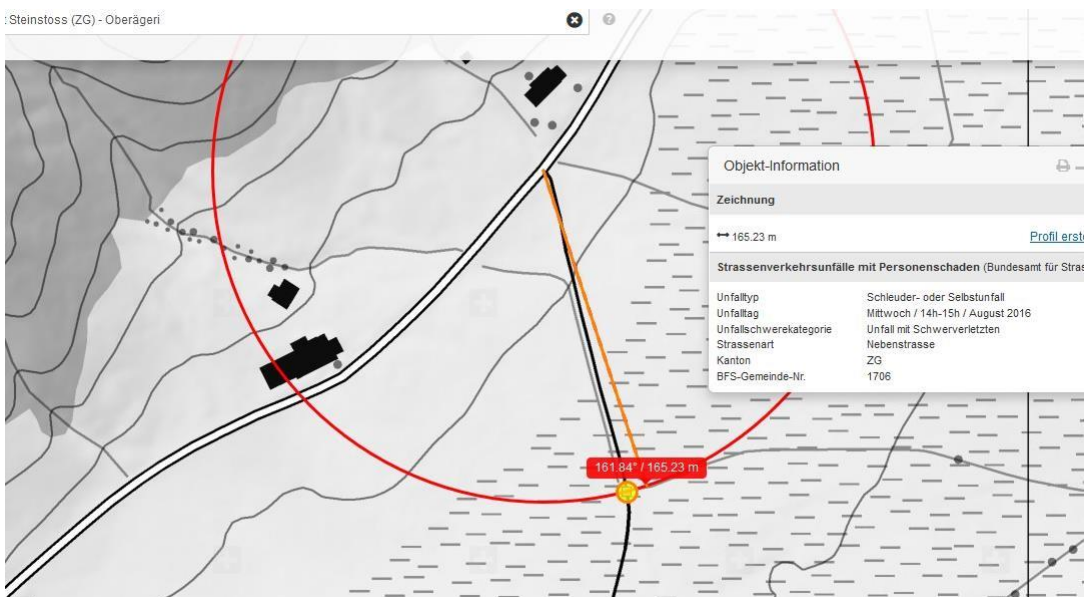 t Steinstoss (ZG) - Oberägeri
Objekt-Information
Zeichnung
165.23 m
Profil erste
Strassenverkehrsunfälle mit Personenschaden (Bundesamt für Stras
Unfalltyp Schleuder- oder Selbstunfall
Unfalltag Mittwoch / 14h-15h / August 2016
Unfallschwerekategorie Unfall mit Schwerverletzten
Strassenart Nebenstrasse
Kanton ZG
BFS-Gemeinde-Nr. 1706
161.84° / 165.23 m